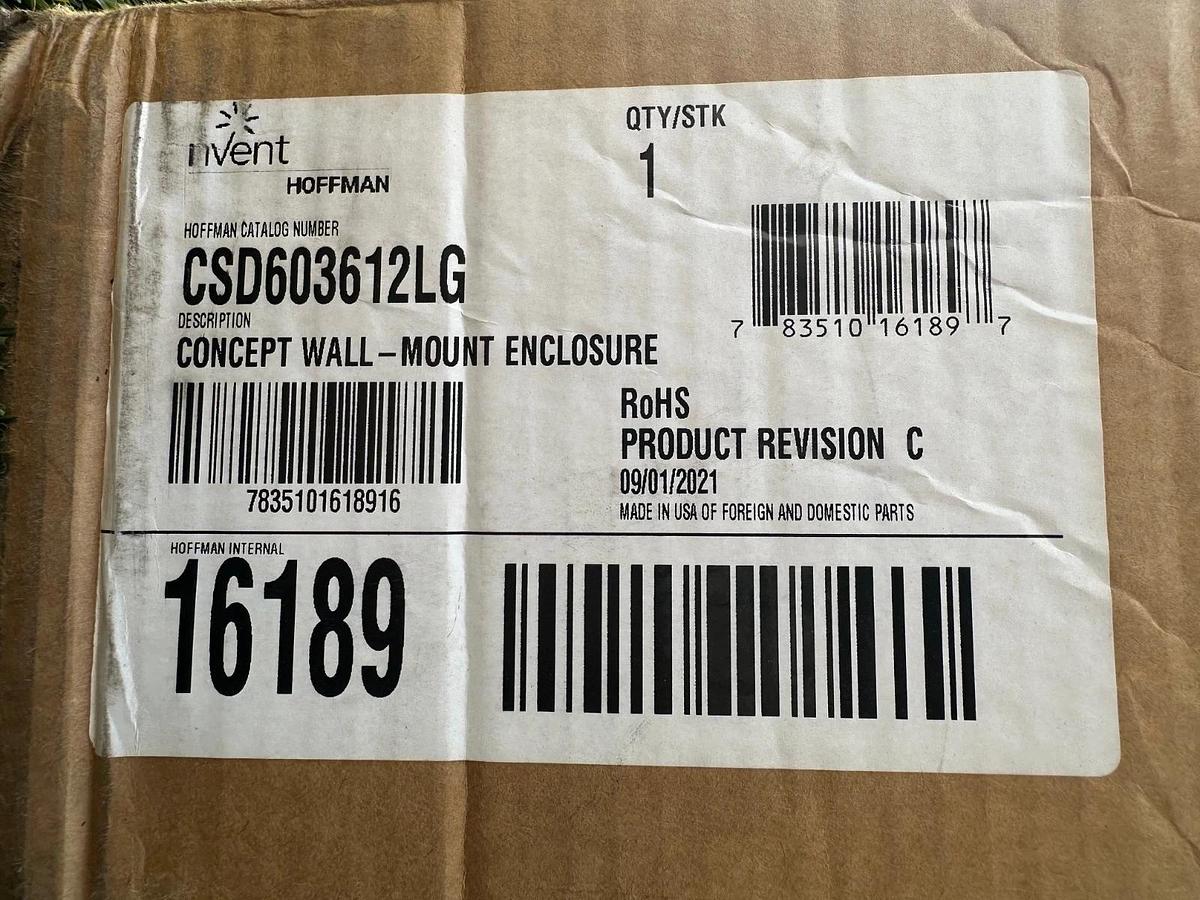 nVent
HOFFMAN
QTY/STK
1
HOFFMAN CATALOG NUMBER
CSD603612LG
DESCRIPTION
CONCEPT WALL-MOUNT ENCLOSURE
7 83510 16189 7
7835101618916
RoHS
PRODUCT REVISION C
09/01/2021
MADE IN USA OF FOREIGN AND DOMESTIC PARTS
HOFFMAN INTERNAL
16189